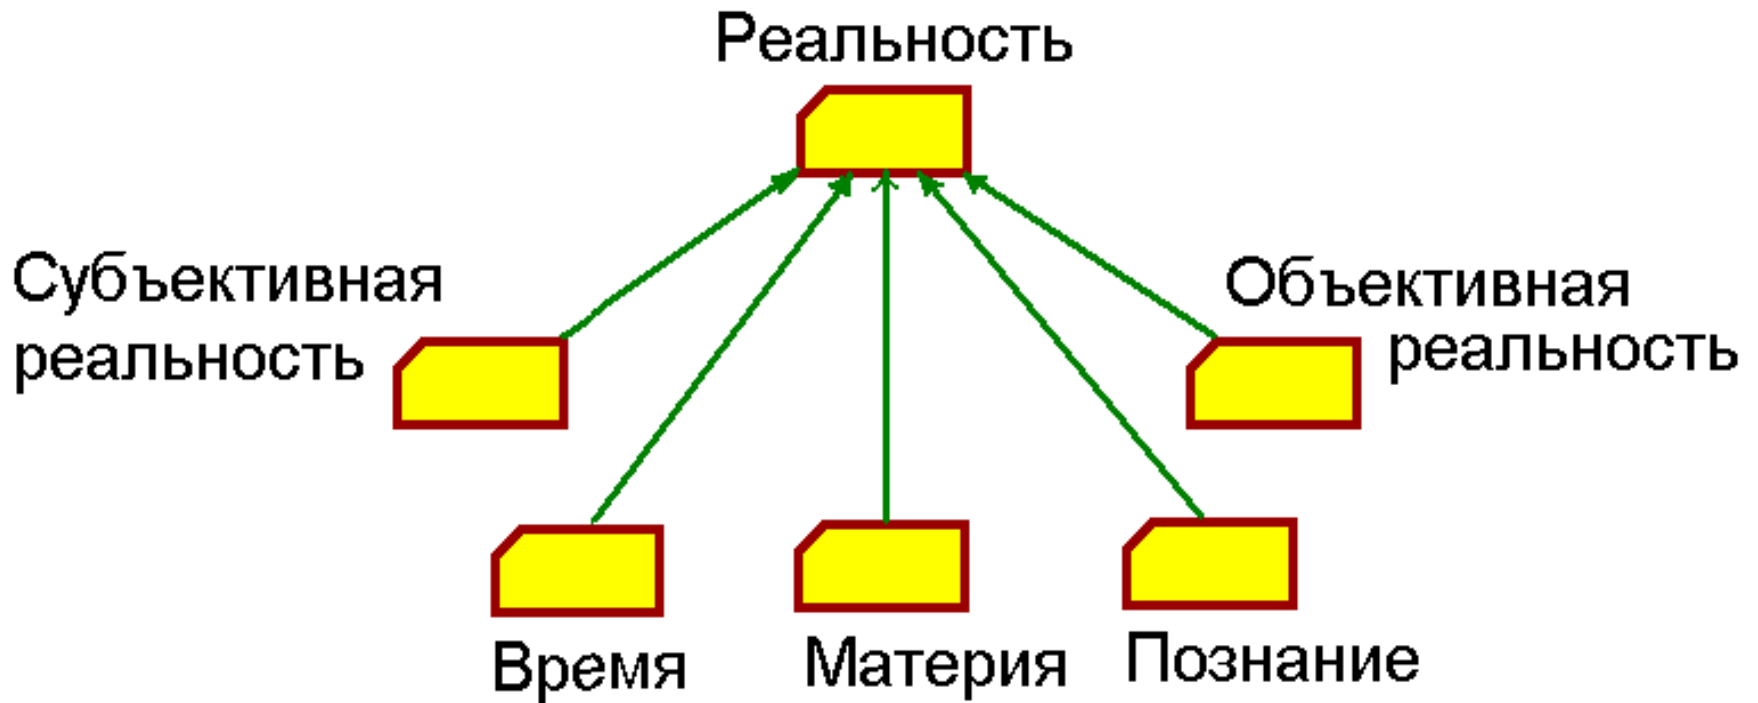 Реальность
Субъективная
реальность
Объективная
реальность
Время
Материя
Познание